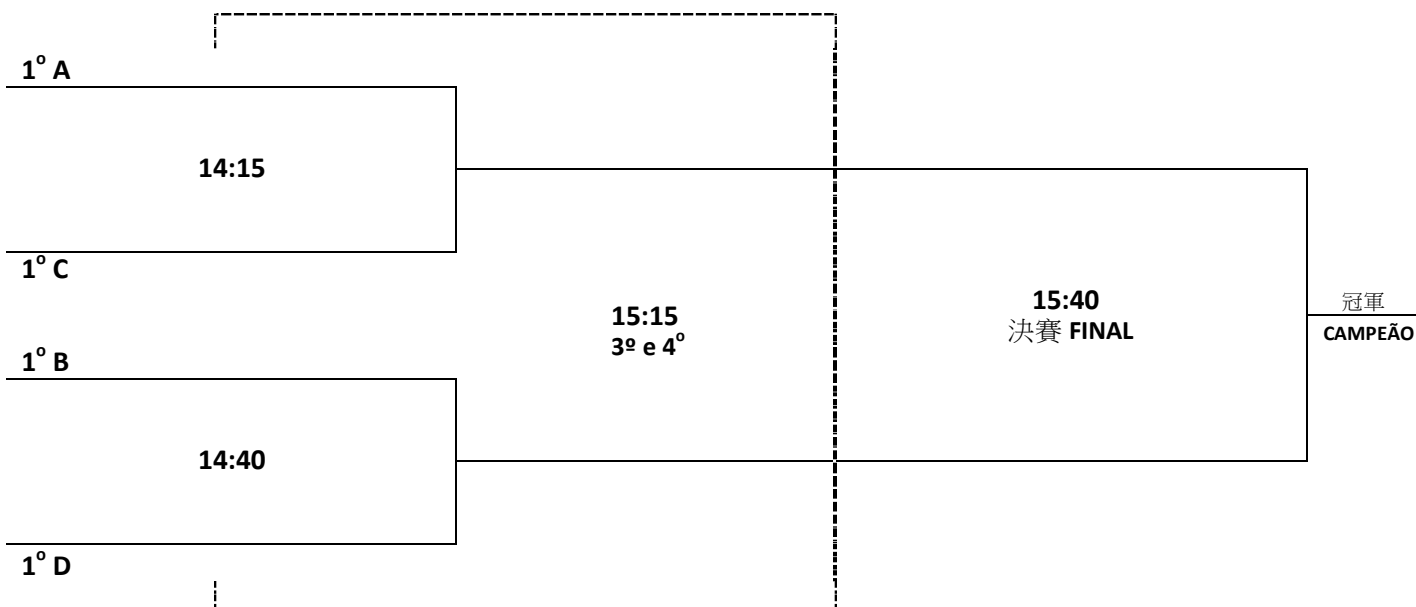 1º A
14:15
1º C
15:15
3º e 4º
15:40
決賽 FINAL
冠軍
CAMPEÃO
1º B
14:40
1º D